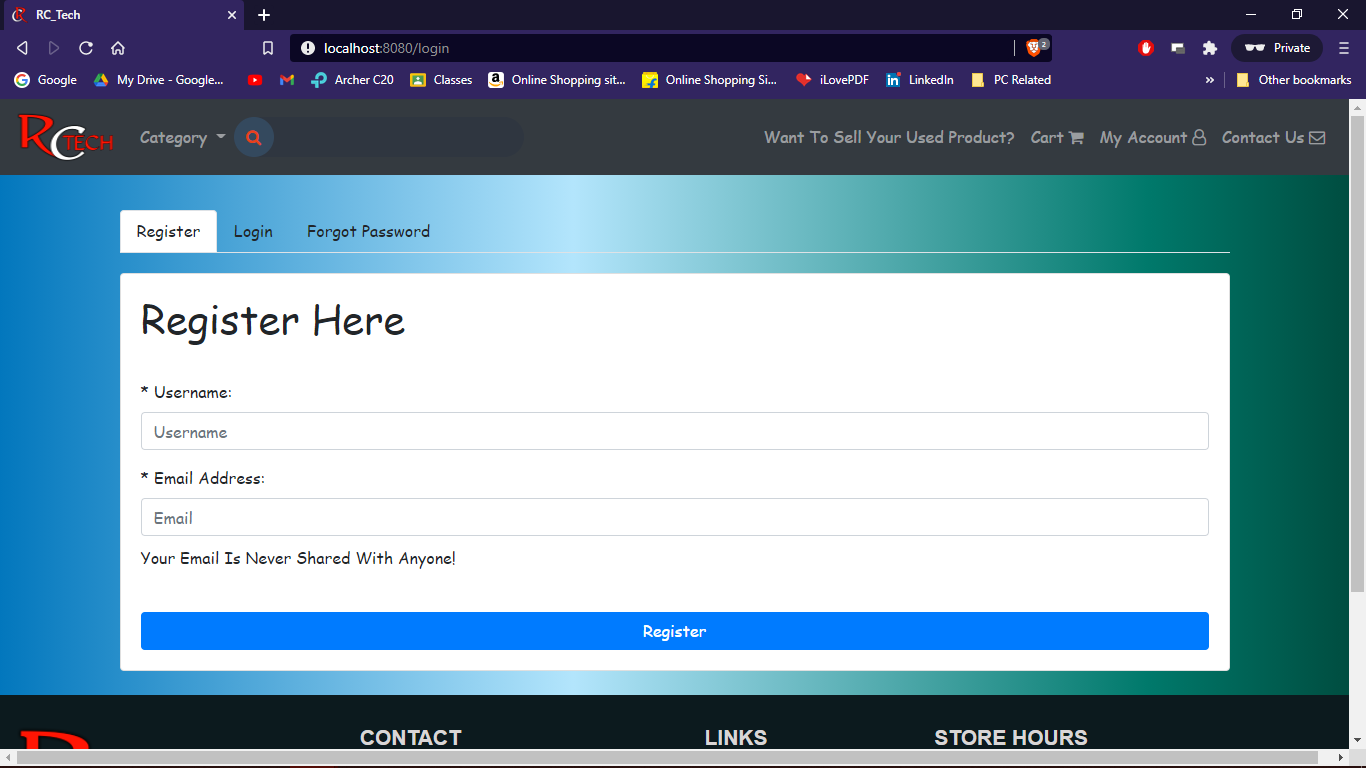 RC_Tech
localhost:8080/login
2
Private
Google
My Drive - Google...
Archer C20
Classes
Online Shopping sit...
Online Shopping Si...
iLovePDF
LinkedIn
PC Related
»
Other bookmarks
RC TECH
Category
Want To Sell Your Used Product?
Cart
My Account
Contact Us
Register
Login
Forgot Password
Register Here
* Username:
Username
* Email Address:
Email
Your Email Is Never Shared With Anyone!
Register
CONTACT
LINKS
STORE HOURS